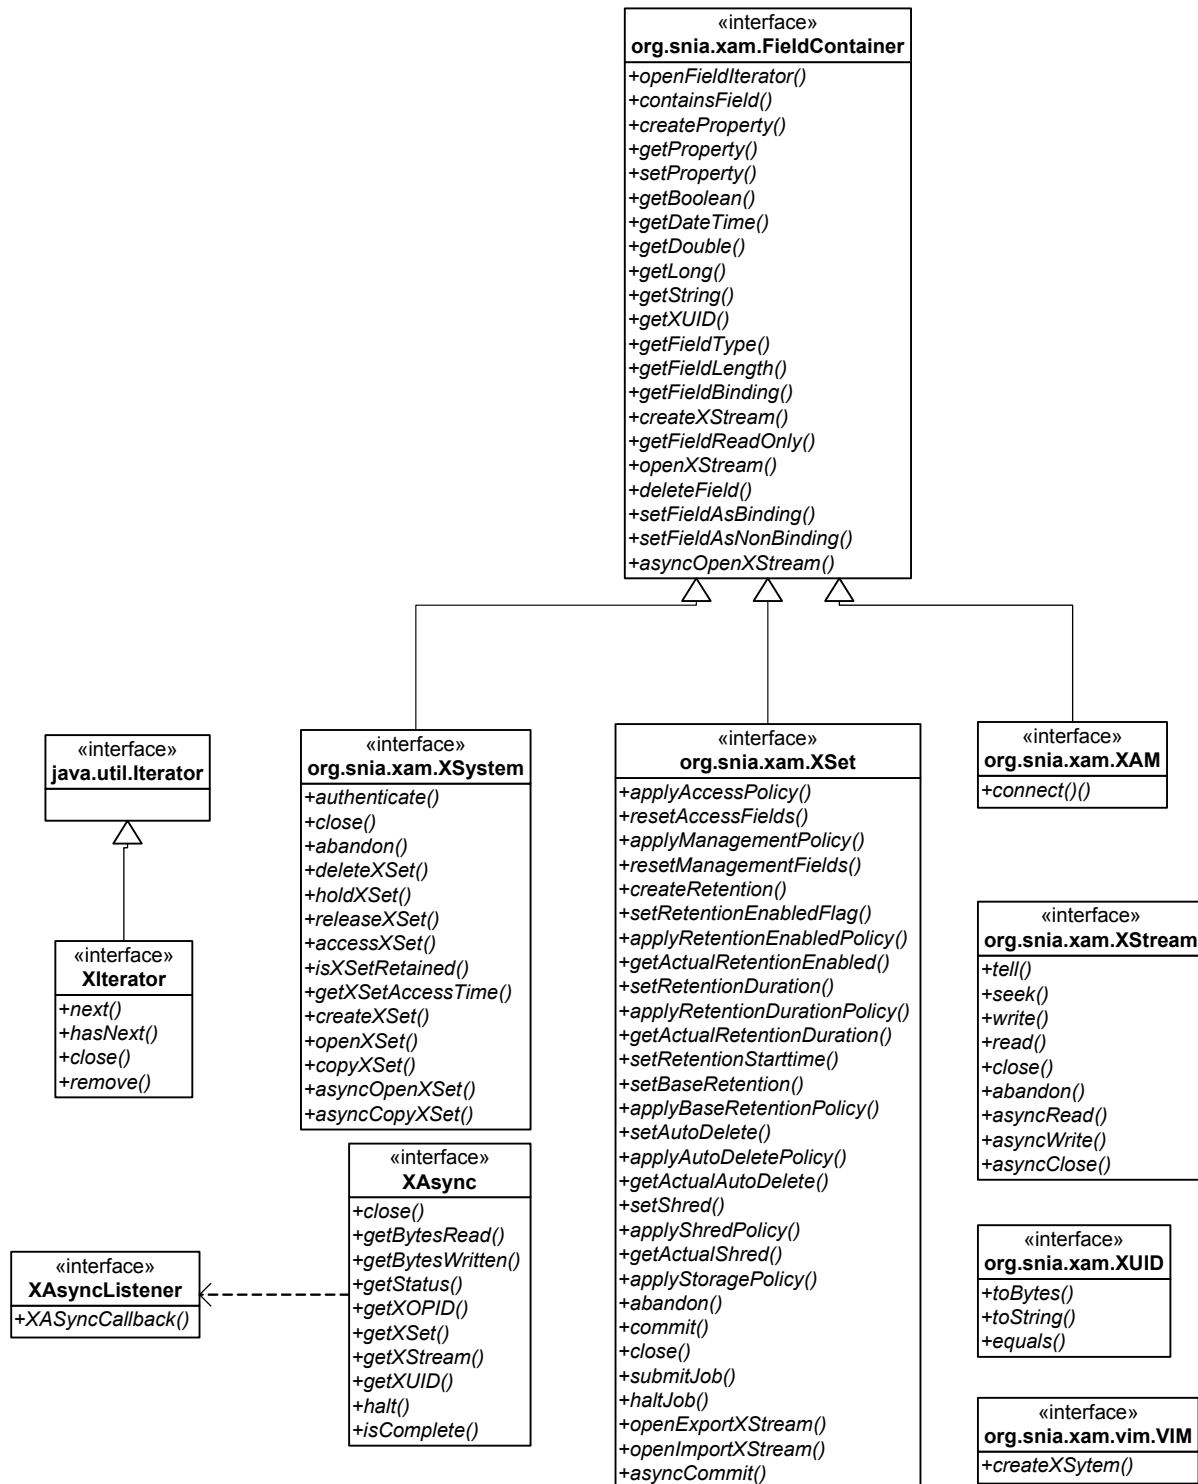 «interface»
org.snia.xam.FieldContainer
+openFieldIterator()
+containsField()
+createProperty()
+getProperty()
+setProperty()
+getBoolean()
+getDateTime()
+getDouble()
+getLong()
+getString()
+getXUID()
+getFieldType()
+getFieldLength()
+getFieldBinding()
+createXStream()
+getFieldReadOnly()
+openXStream()
+deleteField()
+setFieldAsBinding()
+setFieldAsNonBinding()
+asyncOpenXStream()
«interface»
java.util.Iterator
«interface»
XIterator
+next()
+hasNext()
+close()
+remove()
«interface»
org.snia.xam.XSystem
+authenticate()
+close()
+abandon()
+deleteXSet()
+holdXSet()
+releaseXSet()
+accessXSet()
+isXSetRetained()
+getXSetAccessTime()
+createXSet()
+openXSet()
+copyXSet()
+asyncOpenXSet()
+asyncCopyXSet()
«interface»
XAsyncListener
+XASyncCallback()
«interface»
XAsync
+close()
+getBytesRead()
+getBytesWritten()
+getStatus()
+getXOPID()
+getXSet()
+getXStream()
+getXUID()
+halt()
+isComplete()
«interface»
org.snia.xam.XSet
+applyAccessPolicy()
+resetAccessFields()
+applyManagementPolicy()
+resetManagementFields()
+createRetention()
+setRetentionEnabledFlag()
+applyRetentionEnabledPolicy()
+getActualRetentionEnabled()
+setRetentionDuration()
+applyRetentionDurationPolicy()
+getActualRetentionDuration()
+setRetentionStarttime()
+setBaseRetention()
+applyBaseRetentionPolicy()
+setAutoDelete()
+applyAutoDeletePolicy()
+getActualAutoDelete()
+setShred()
+applyShredPolicy()
+getActualShred()
+applyStoragePolicy()
+abandon()
+commit()
+close()
+submitJob()
+haltJob()
+openExportXStream()
+openImportXStream()
+asyncCommit()
«interface»
org.snia.xam.XAM
+connect()()
«interface»
org.snia.xam.XStream
+tell()
+seek()
+write()
+read()
+close()
+abandon()
+asyncRead()
+asyncWrite()
+asyncClose()
«interface»
org.snia.xam.XUID
+toBytes()
+toString()
+equals()
«interface»
org.snia.xam.vim.VIM
+createXSytem()